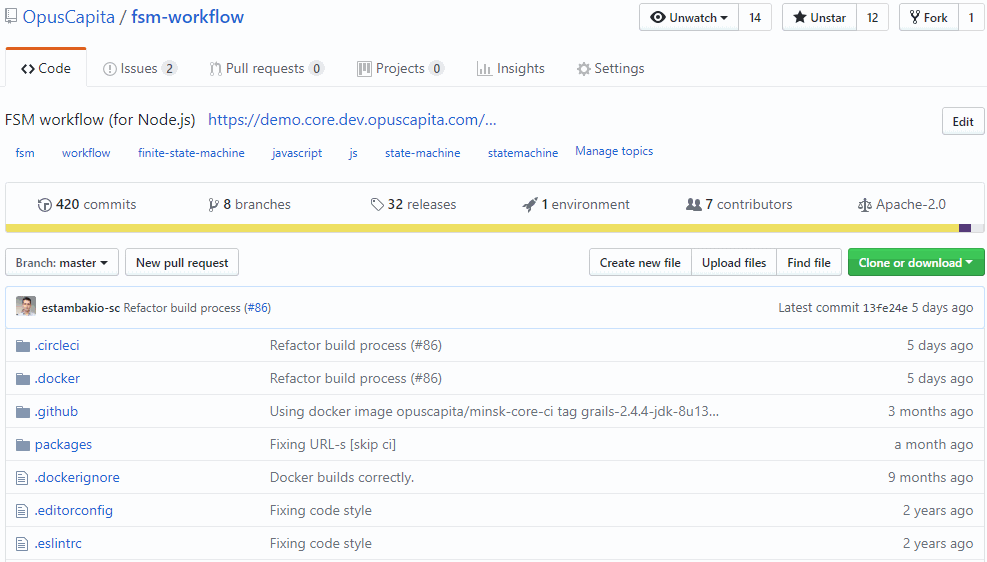 OpusCapita / fsm-workflow Unwatch 14 Unstar 12 Fork 1
Code Issues 2 Pull requests 0 Projects 0 Insights Settings
FSM workflow (for Node.js) https://demo.core.dev.opuscapita.com/... Edit
fsm workflow finite-state-machine javascript js state-machine statemachine Manage topics
420 commits 8 branches 32 releases 1 environment 7 contributors Apache-2.0
Branch: master New pull request Create new file Upload files Find file Clone or download
estambakio-sc Refactor build process (#86) Latest commit 13fe24e 5 days ago
.circleci Refactor build process (#86) 5 days ago
.docker Refactor build process (#86) 5 days ago
.github Using docker image opuscapita/minsk-core-ci tag grails-2.4.4-jdk-8u13... 3 months ago
packages Fixing URL-s [skip ci] a month ago
.dockerignore Docker builds correctly. 9 months ago
.editorconfig Fixing code style 2 years ago
.eslintrc Fixing code style 2 years ago